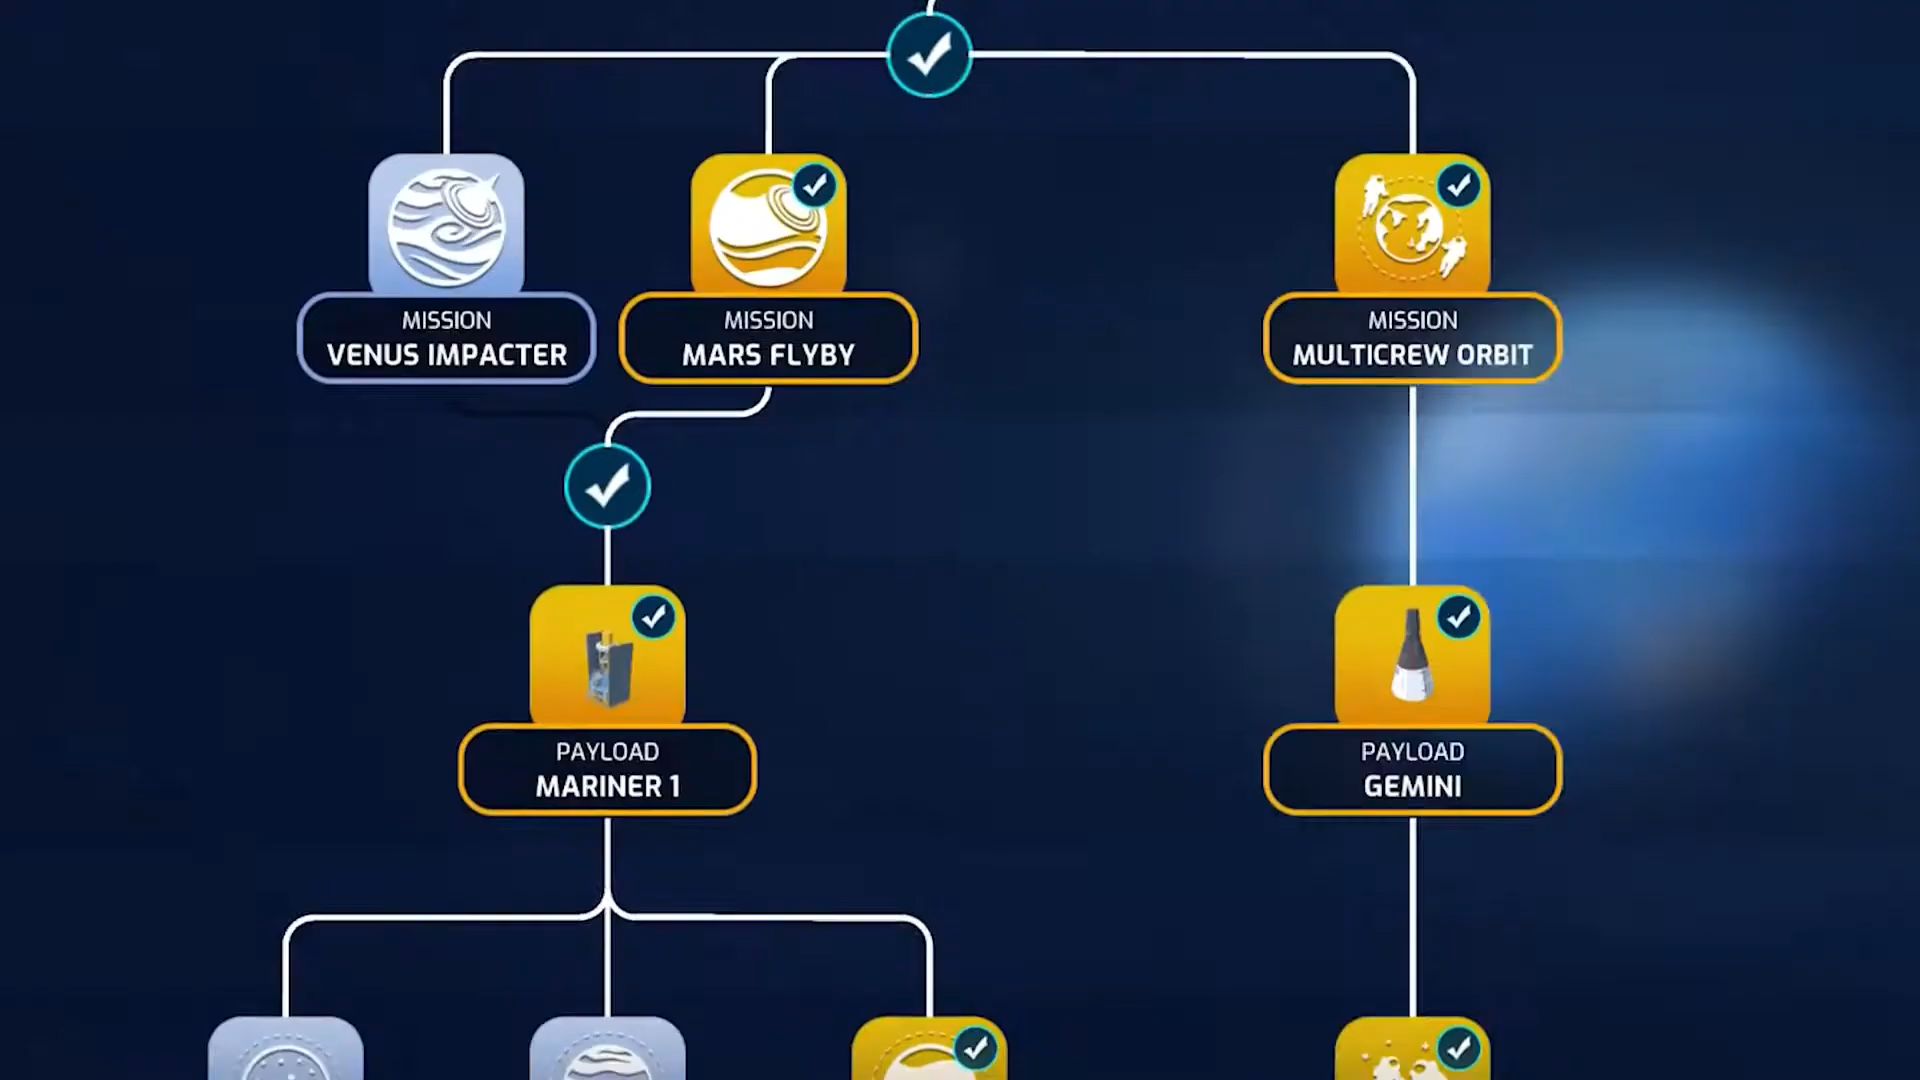 MISSION
VENUS IMPACTER
MISSION
MARS FLYBY
MISSION
MULTICREW ORBIT
PAYLOAD
MARINER 1
PAYLOAD
GEMINI